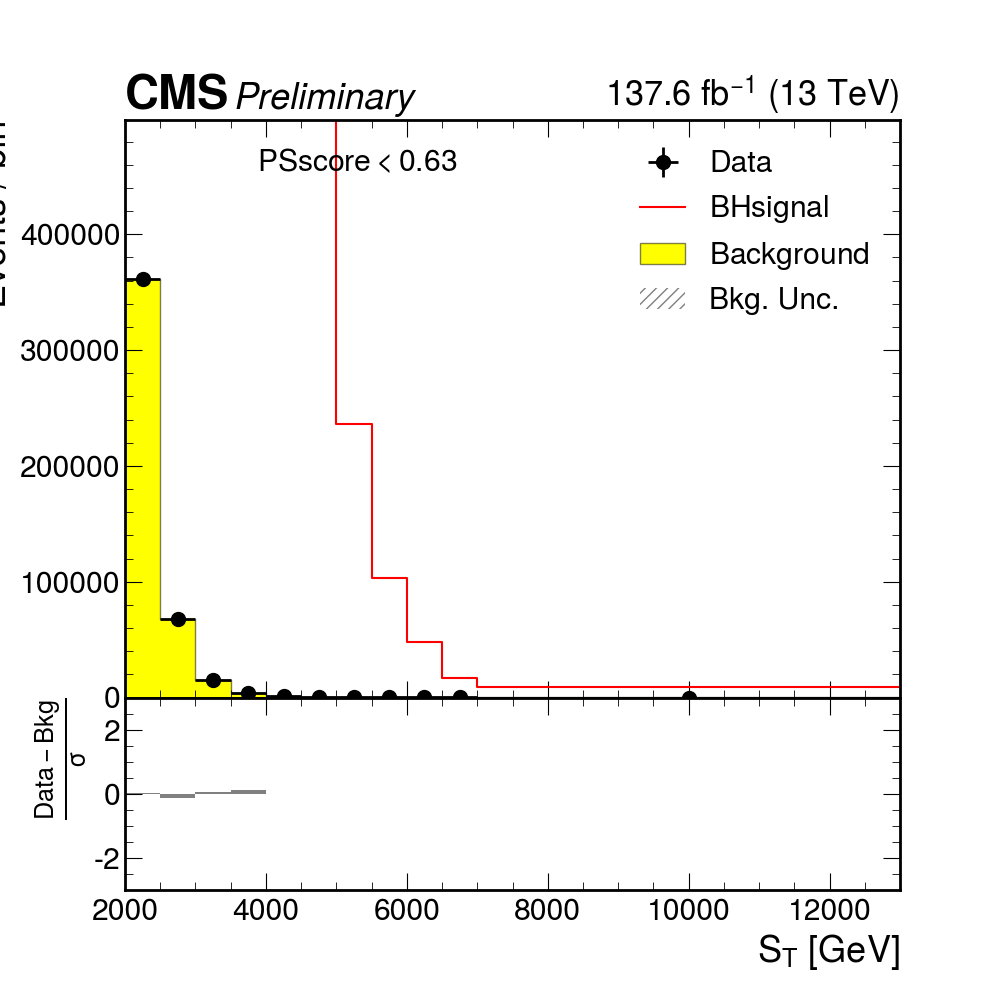 CMS Preliminary 137.6 fb⁻¹ (13 TeV)
PSscore < 0.63
Data
BHsignal
Background
Bkg. Unc.
400000
300000
200000
100000
0
2
0
-2
Data – Bkg
σ
2000 4000 6000 8000 10000 12000
S_T [GeV]